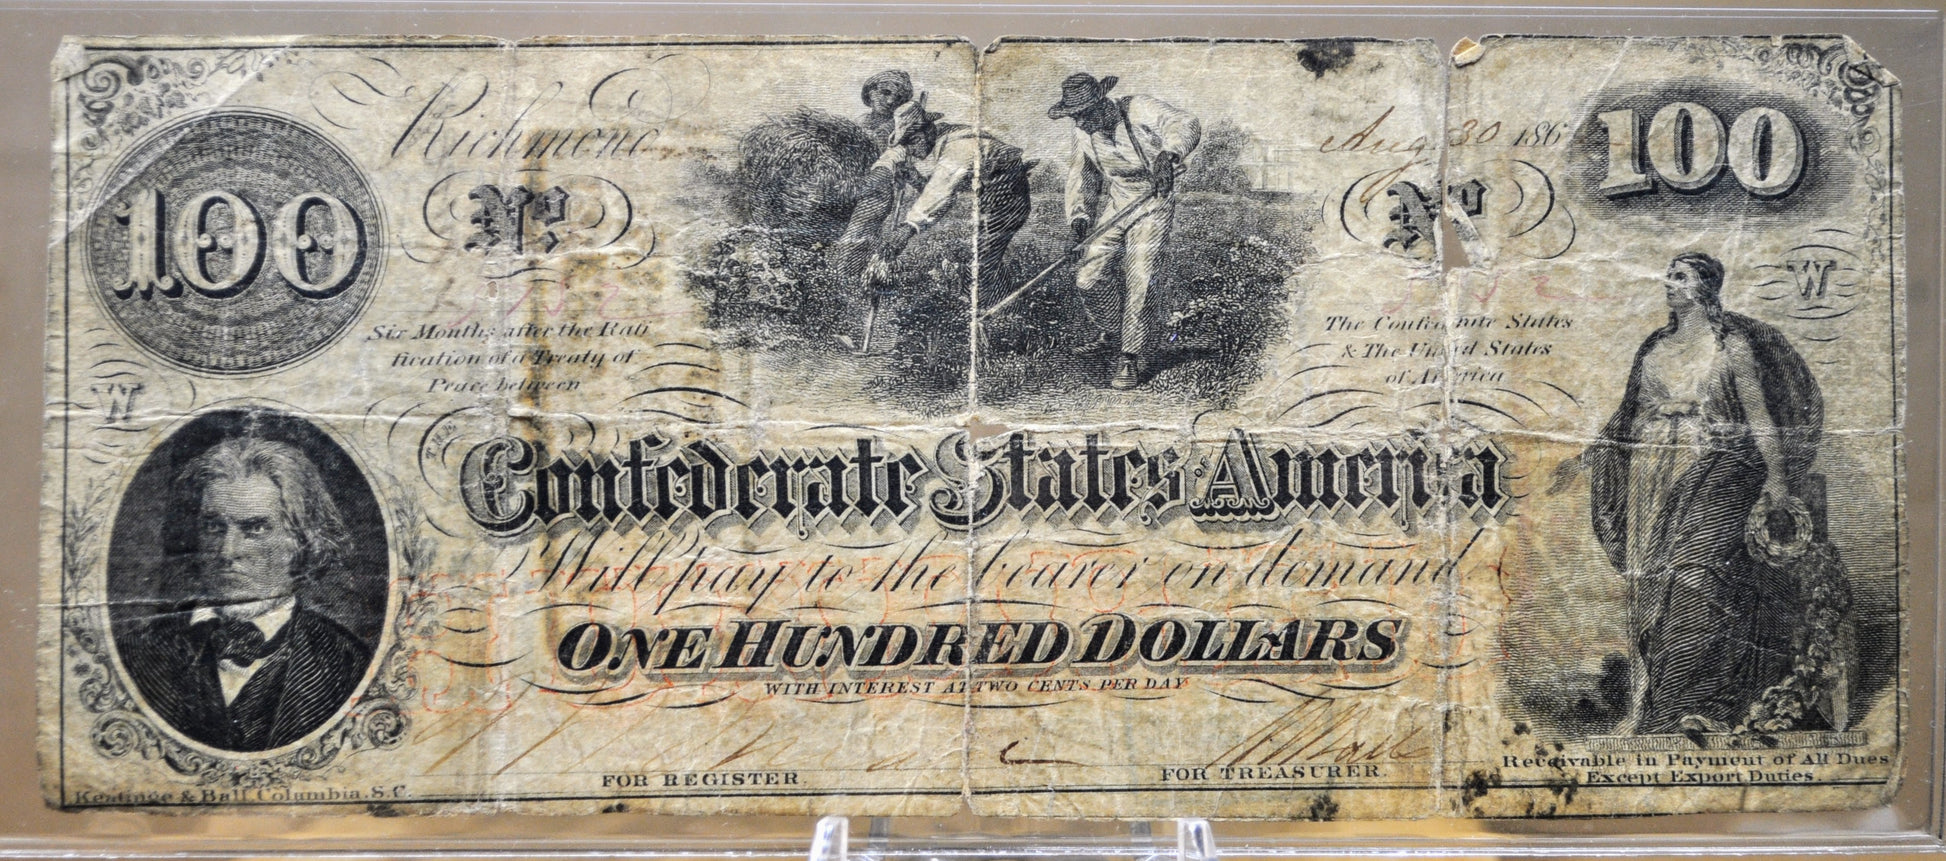 Richmond
Aug 30 186
100
100
No.
No
W
W
Six Months after the Rati
fication of a Treaty of
Peace between
The Confederate States
& The United States
of America
THE
Confederate States of America
Will pay to the bearer on demand
ONE HUNDRED DOLLARS
WITH INTEREST AT TWO CENTS PER DAY
FOR REGISTER.
FOR TREASURER.
Receivable in Payment of All Dues
Except Export Duties.
Keatinge & Ball, Columbia, S.C.